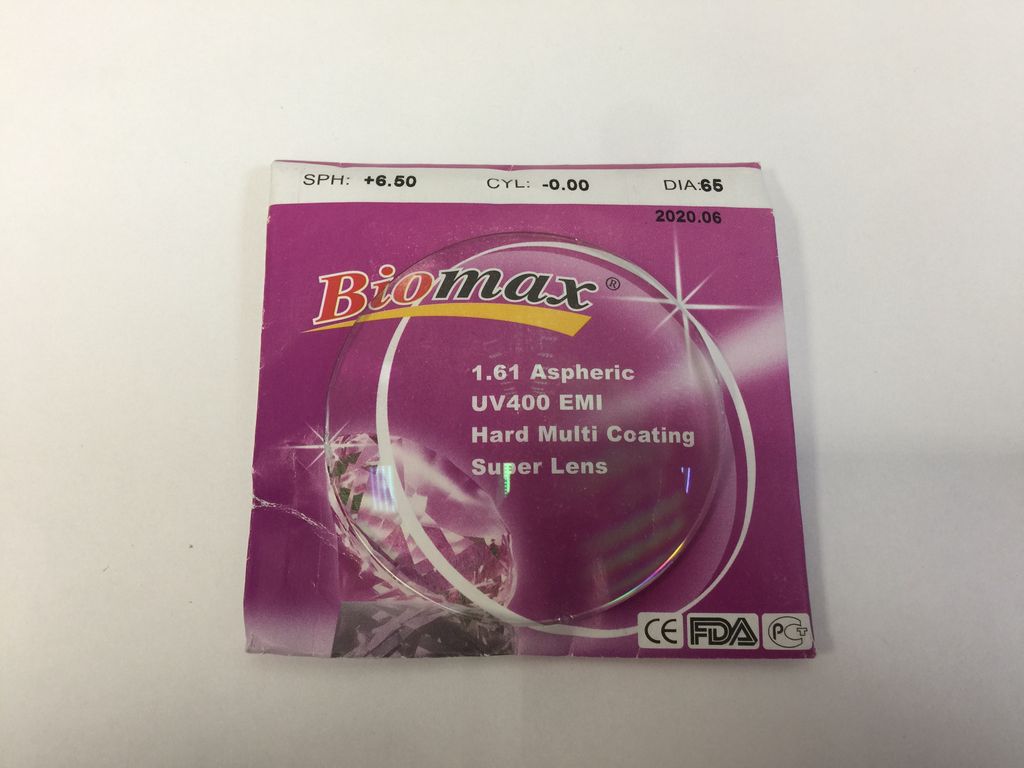 SPH: +6.50 CYL: -0.00 DIA:65
2020.06
Biomax®
1.61 Aspheric
UV400 EMI
Hard Multi Coating
Super Lens
CE FDA PCT